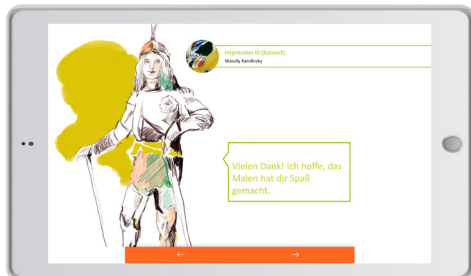 Impression III (Konzert)
Wassily Kandinsky
Vielen Dank! Ich hoffe, das
Malen hat dir Spaß
gemacht.